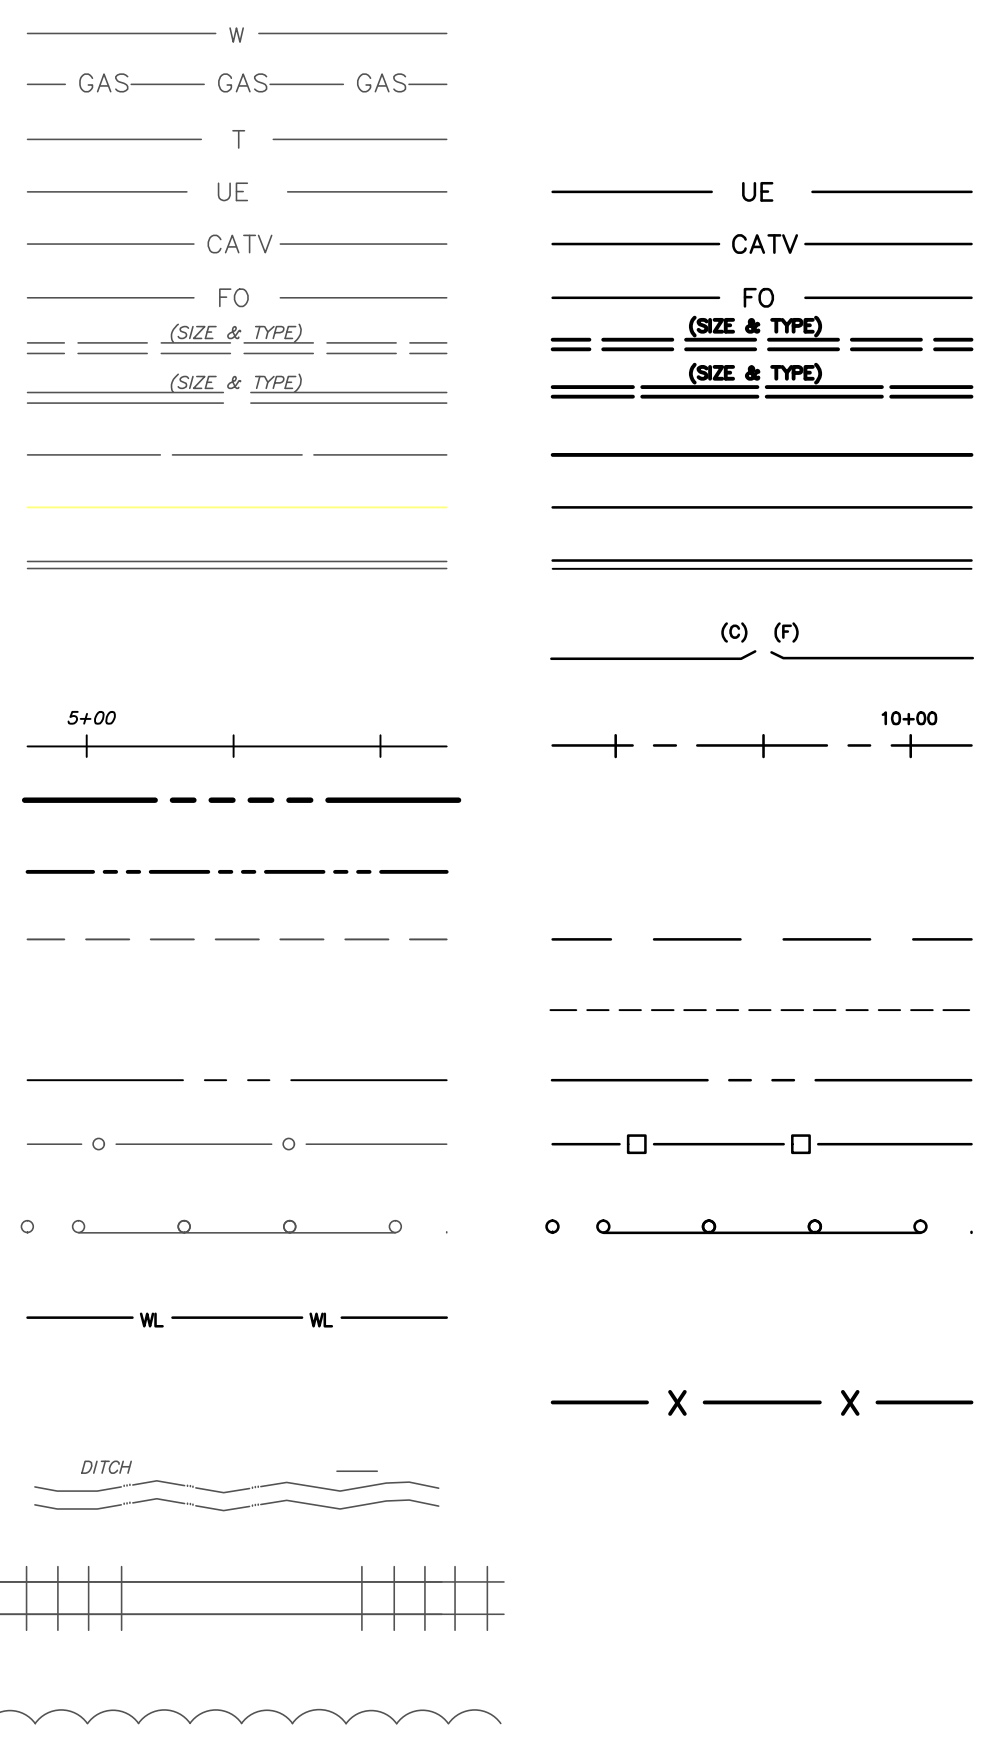 W
GAS GAS GAS
T
UE UE
CATV CATV
FO FO
(SIZE & TYPE) (SIZE & TYPE)
(SIZE & TYPE) (SIZE & TYPE)
(C) (F)
5+00 10+00
WL WL
X X
DITCH